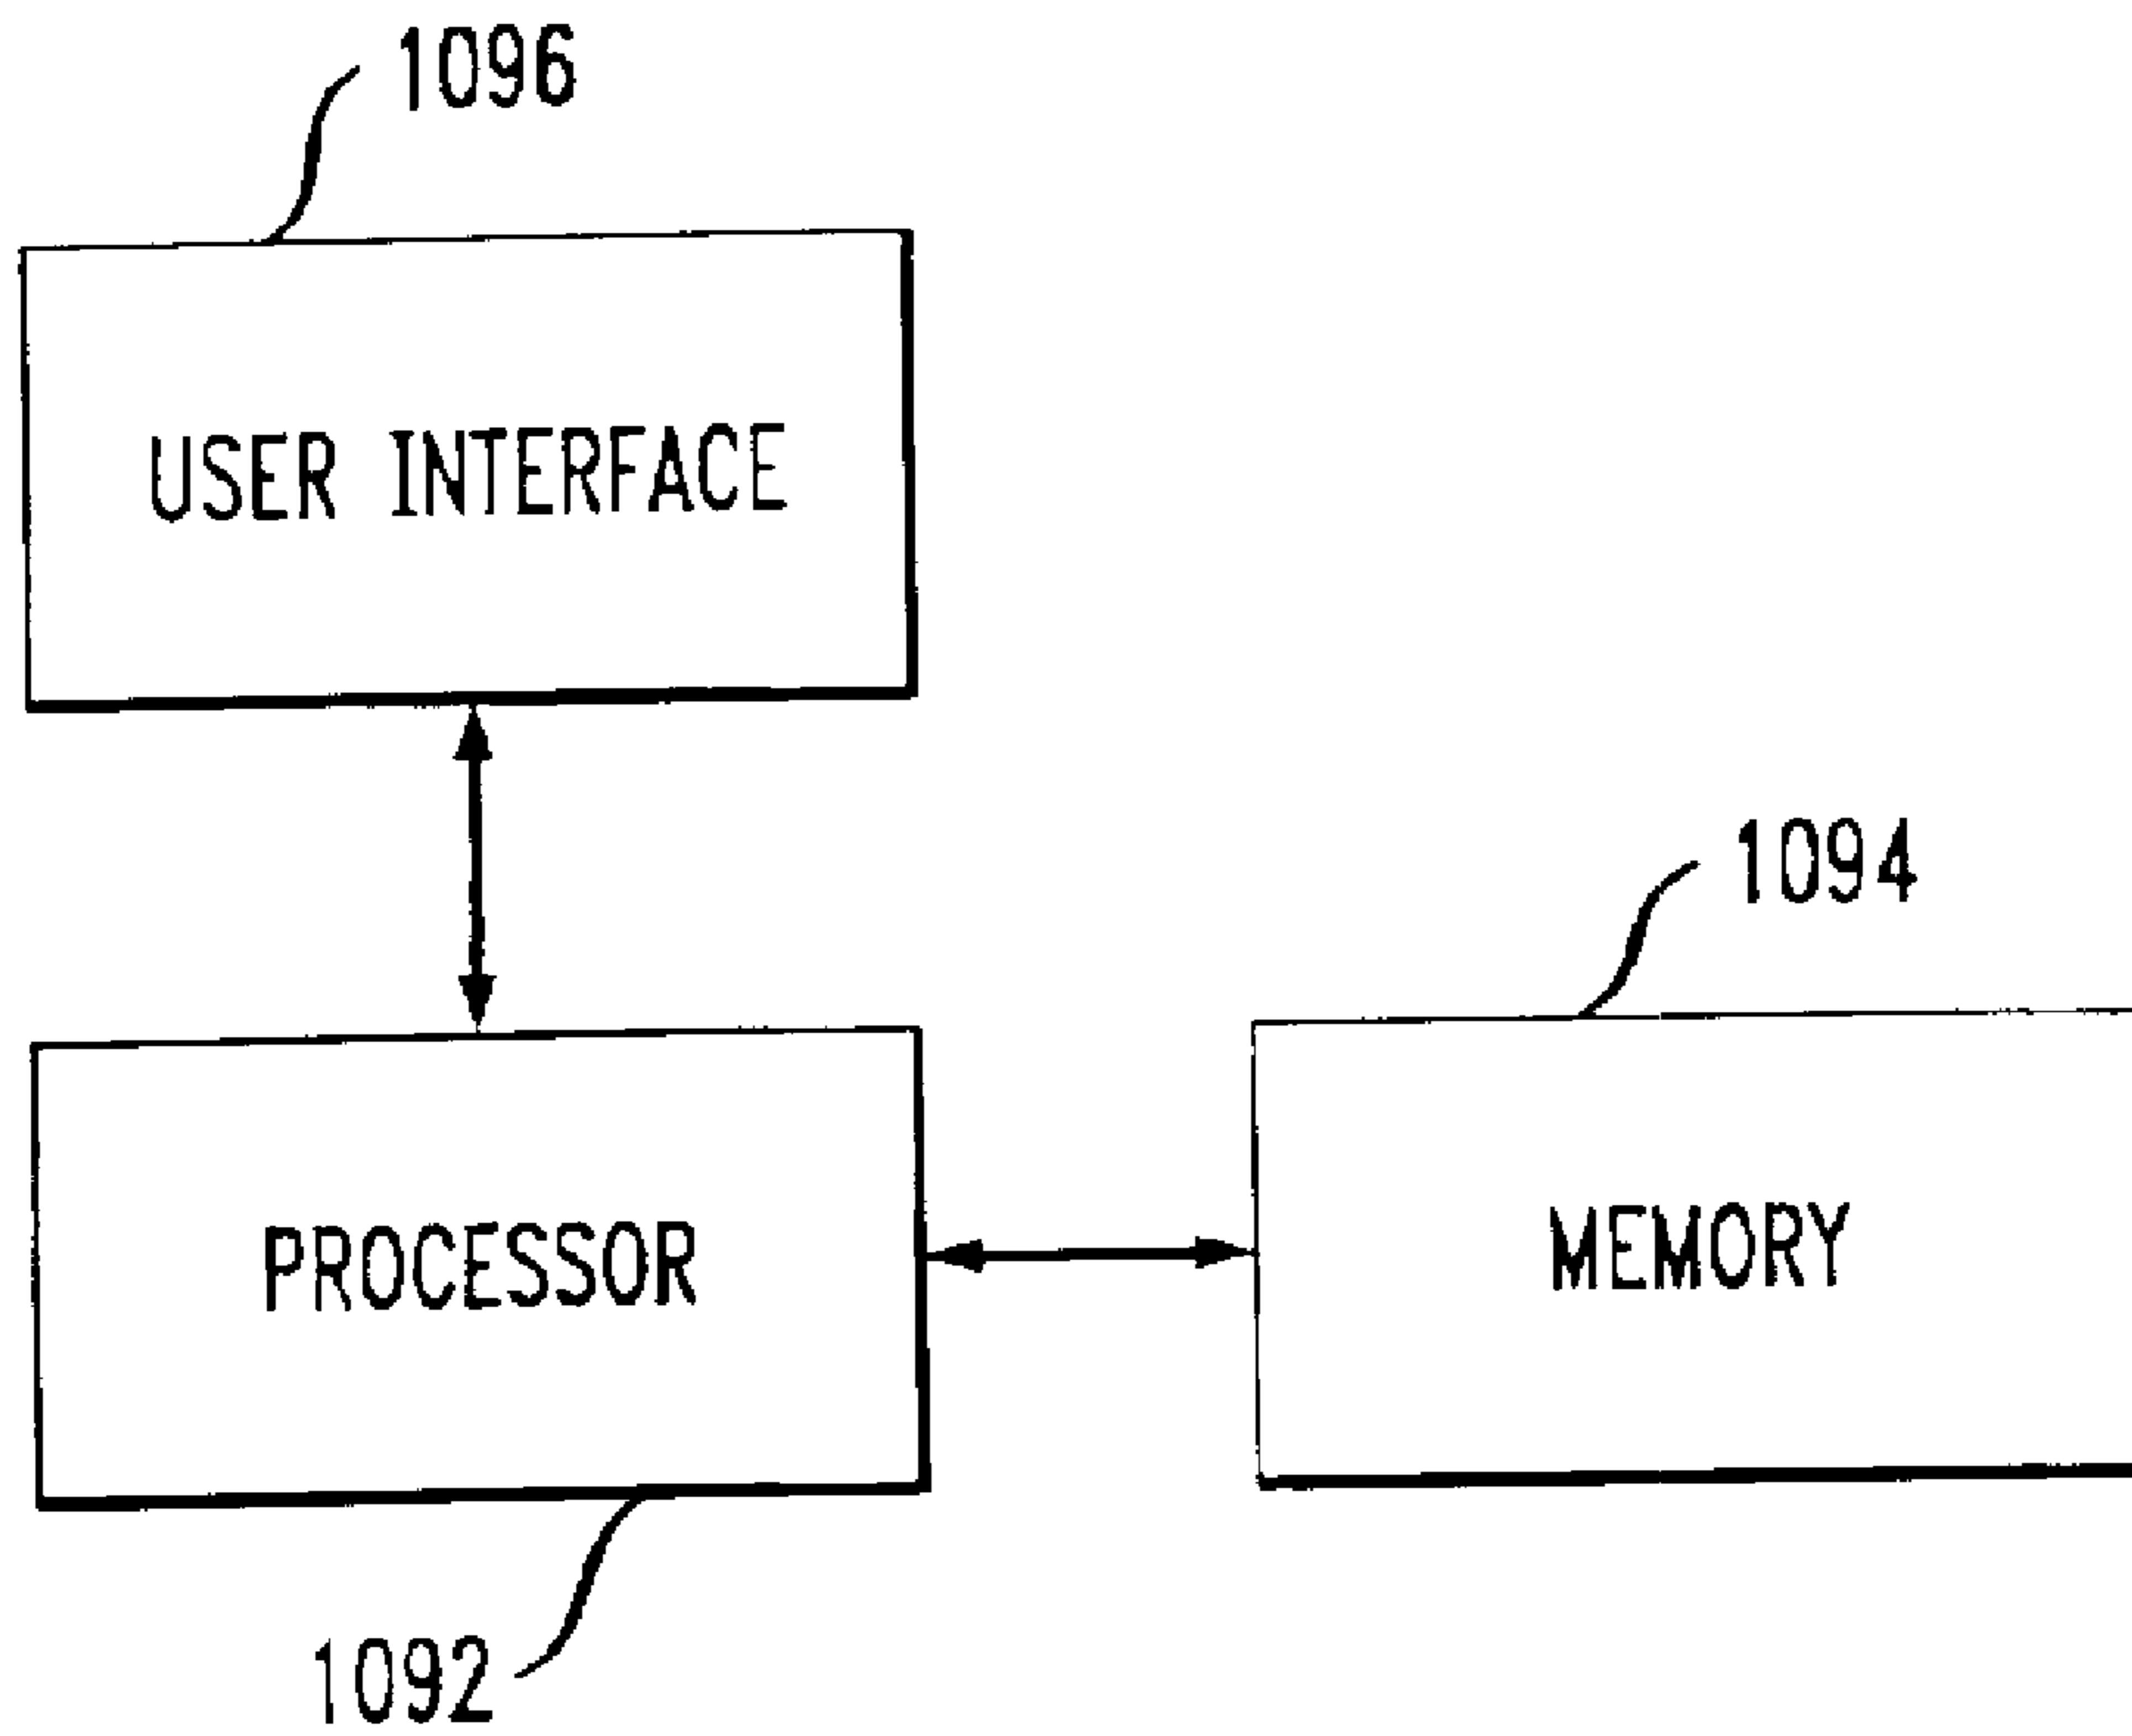 1096
USER INTERFACE
1094
PROCESSOR
MEMORY
1092